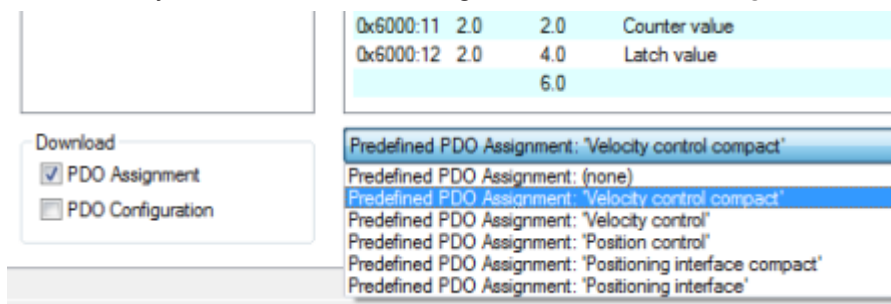 0x6000:11 2.0 2.0 Counter value
0x6000:12 2.0 4.0 Latch value
6.0
Download
PDO Assignment
PDO Configuration
Predefined PDO Assignment: 'Velocity control compact'
Predefined PDO Assignment: (none)
Predefined PDO Assignment: 'Velocity control compact'
Predefined PDO Assignment: 'Velocity control'
Predefined PDO Assignment: 'Position control'
Predefined PDO Assignment: 'Positioning interface compact'
Predefined PDO Assignment: 'Positioning interface'